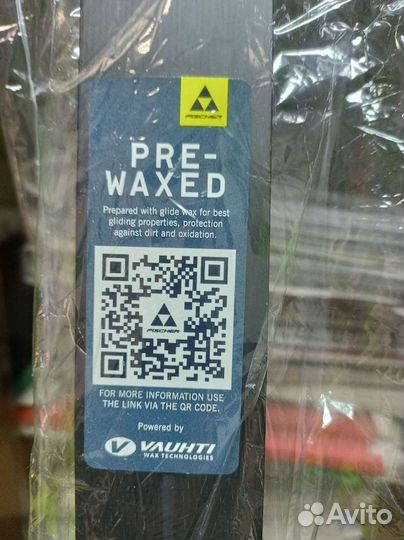 FISCHER
PRE-
WAXED
Prepared with glide wax for best
gliding properties, protection
against dirt and oxidation.
FISCHER
FOR MORE INFORMATION USE
THE LINK VIA THE QR CODE.
Powered by
VAUHTI
WAX TECHNOLOGIES
Avito